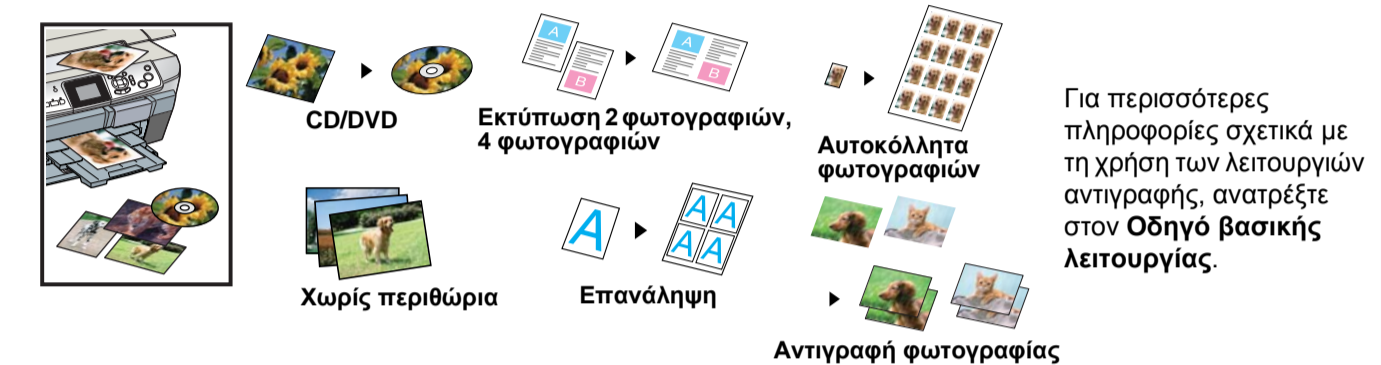 CD/DVD
A
B
A
B
Εκτύπωση 2 φωτογραφιών,
4 φωτογραφιών
Αυτοκόλλητα
φωτογραφιών
Χωρίς περιθώρια
A
A A
A A
Επανάληψη
Αντιγραφή φωτογραφίας
Για περισσότερες
πληροφορίες σχετικά με
τη χρήση των λειτουργιών
αντιγραφής, ανατρέξτε
στον Οδηγό βασικής
λειτουργίας.